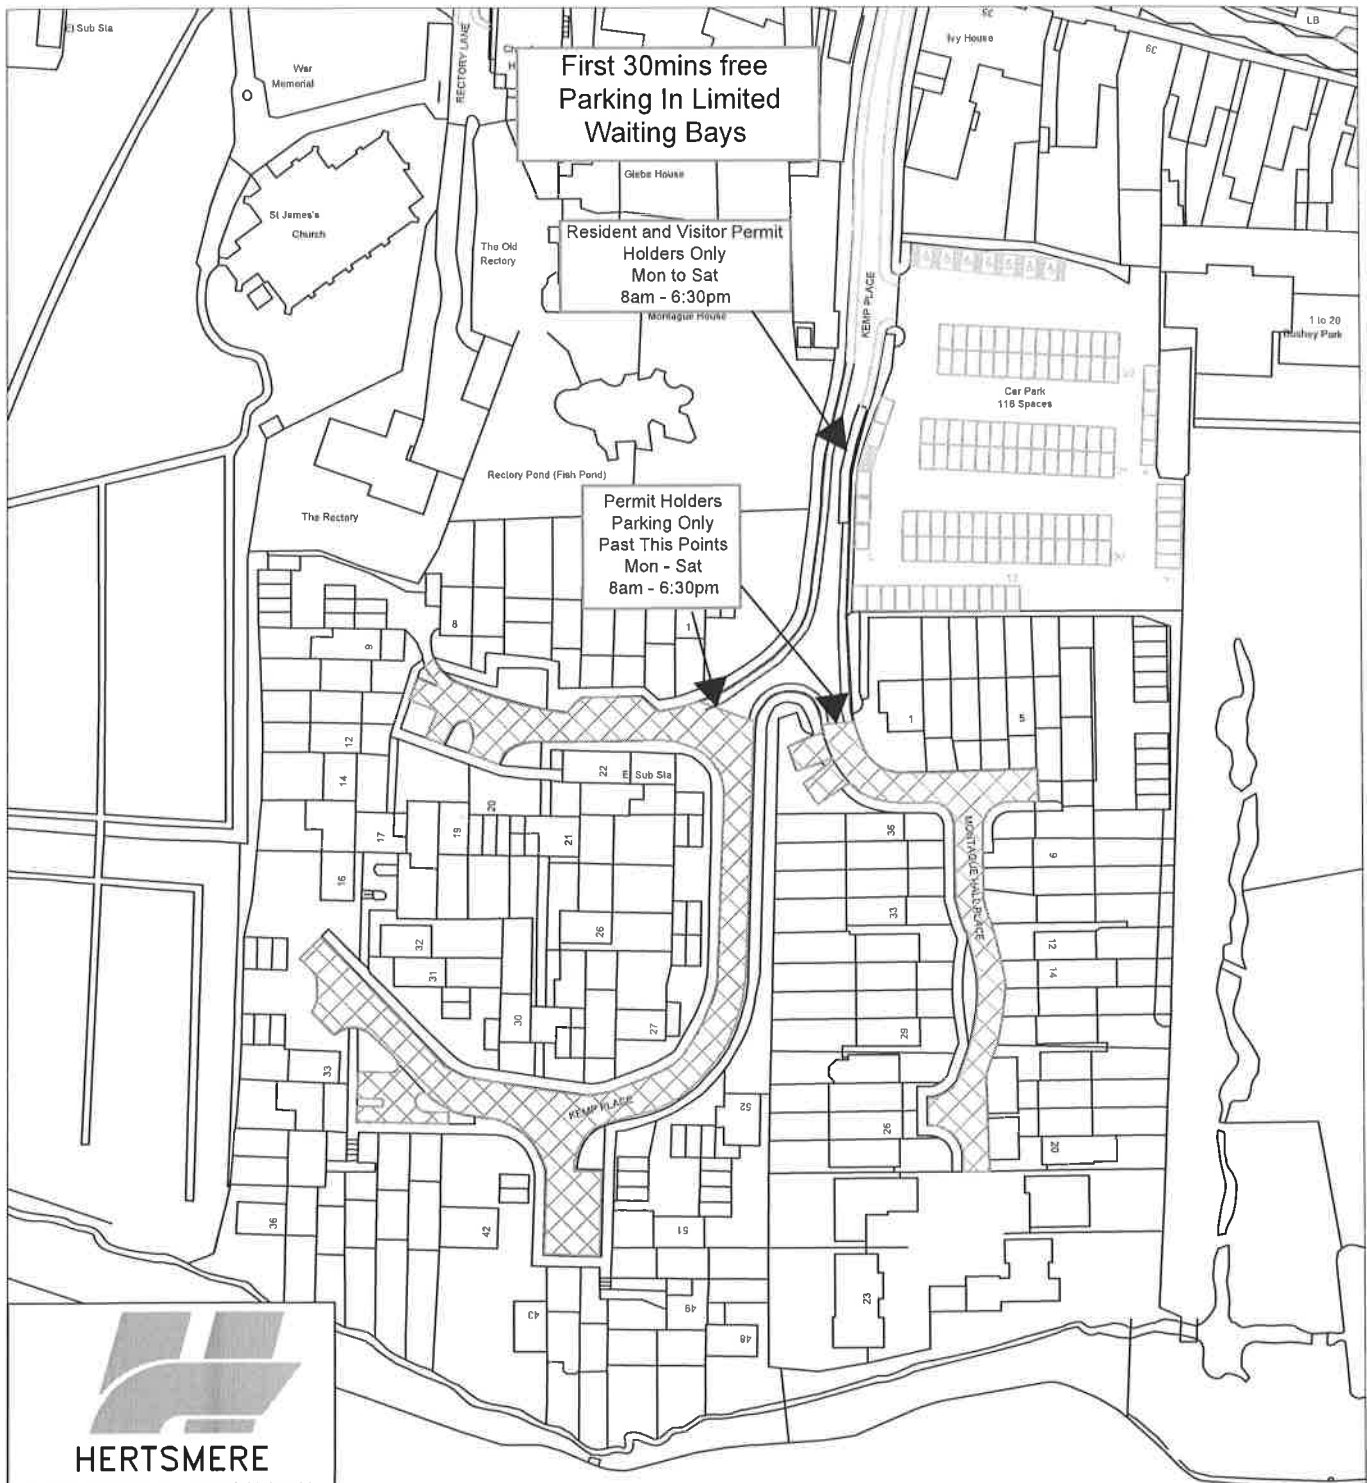 El Sub Sta
War
Memorial
RECTORY LANE
First 30mins free
Parking In Limited
Waiting Bays
Ivy House
39
LB
Glebe House
St James's
Church
The Old
Rectory
Resident and Visitor Permit
Holders Only
Mon to Sat
8am - 6:30pm
Montague House
KEMP PLACE
1 to 20
Bushey Park
Car Park
116 Spaces
Rectory Pond (Fish Pond)
The Rectory
Permit Holders
Parking Only
Past This Points
Mon - Sat
8am - 6:30pm
8
1
9
12
14
22
El Sub Sta
1
5
20
17
19
21
16
36
MONTAGUE HALL PLACE
9
33
32
26
12
31
14
30
27
29
33
KEMP PLACE
52
26
20
36
42
51
43
49
48
23
HERTSMERE